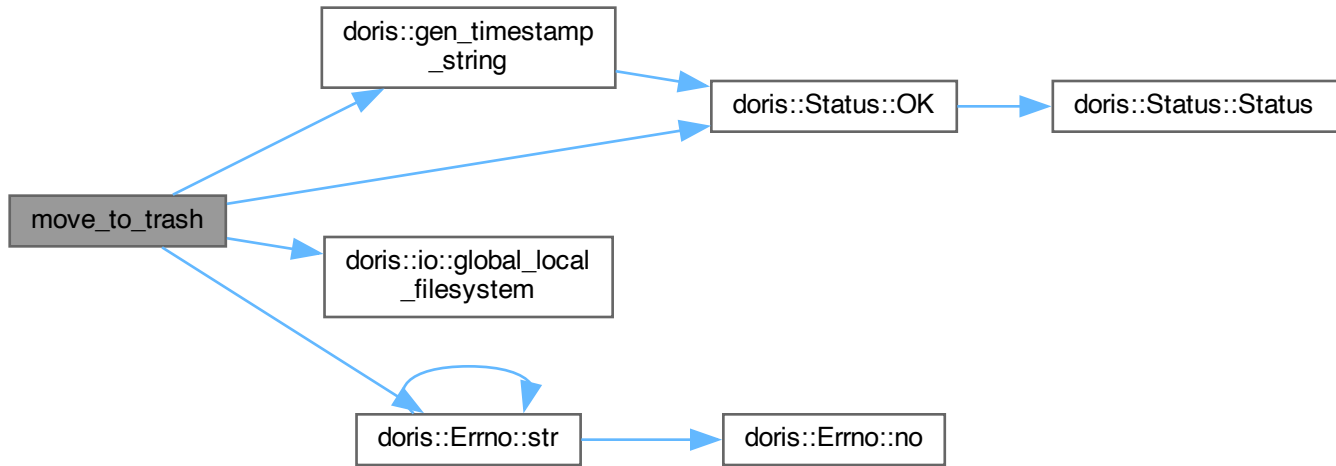 doris::gen_timestamp
_string
doris::Status::OK
doris::Status::Status
move_to_trash
doris::io::global_local
_filesystem
doris::Errno::str
doris::Errno::no